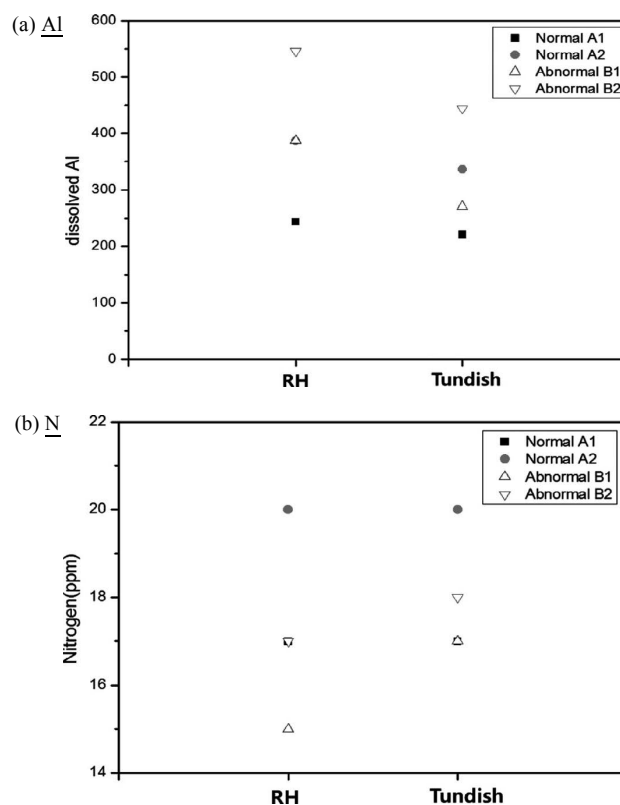 (a) Al
Normal A1
Normal A2
Abnormal B1
Abnormal B2
600
500
400
300
200
100
0
dissolved Al
RH Tundish
(b) N
Normal A1
Normal A2
Abnormal B1
Abnormal B2
22
20
18
16
14
Nitrogen(ppm)
RH Tundish